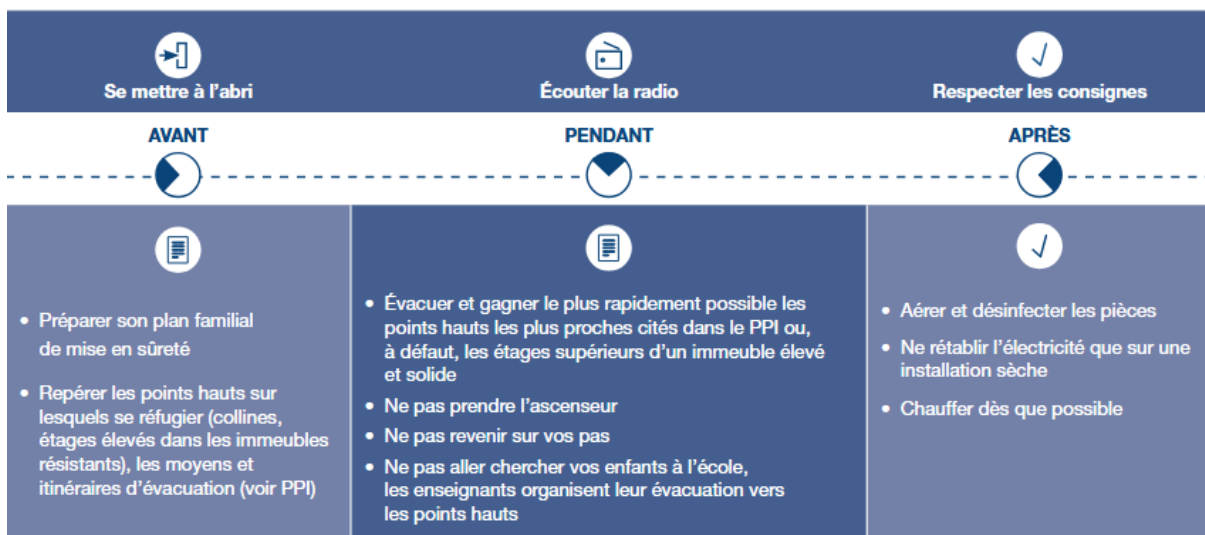 Se mettre à l'abri
Écouter la radio
Respecter les consignes
AVANT
PENDANT
APRÈS
• Préparer son plan familial
de mise en sûreté
• Repérer les points hauts sur
lesquels se réfugier (collines,
étages élevés dans les immeubles
résistants), les moyens et
itinéraires d'évacuation (voir PPI)
• Évacuer et gagner le plus rapidement possible les
points hauts les plus proches cités dans le PPI ou,
à défaut, les étages supérieurs d'un immeuble élevé
et solide
• Ne pas prendre l'ascenseur
• Ne pas revenir sur vos pas
• Ne pas aller chercher vos enfants à l'école,
les enseignants organisent leur évacuation vers
les points hauts
• Aérer et désinfecter les pièces
• Ne rétablir l'électricité que sur une
installation sèche
• Chauffer dès que possible